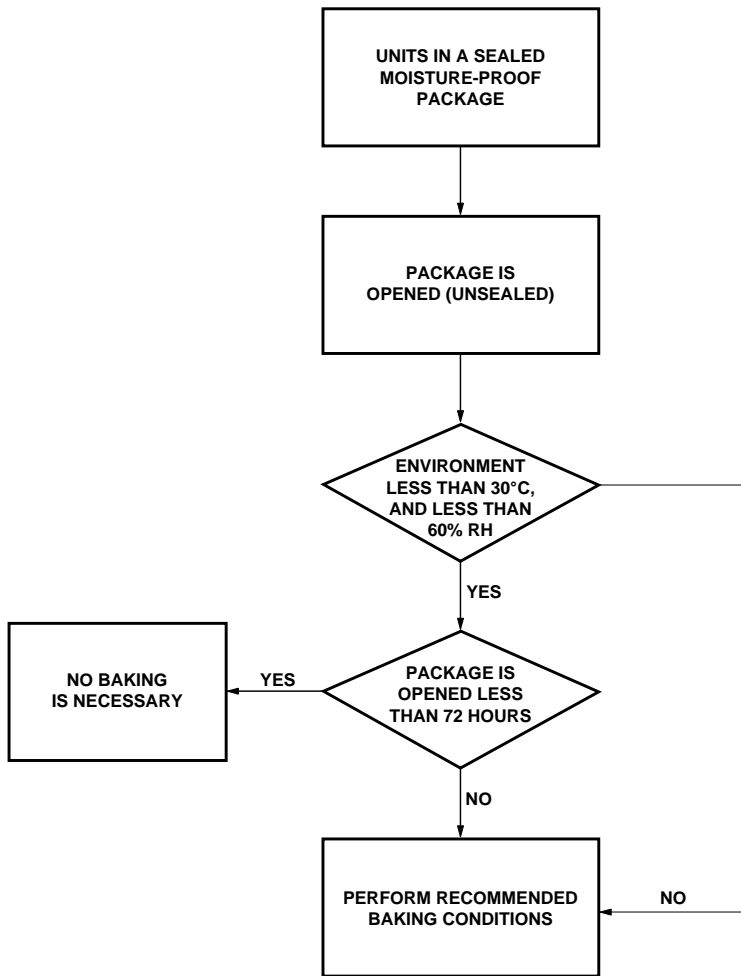 UNITS IN A SEALED
MOISTURE-PROOF
PACKAGE
PACKAGE IS
OPENED (UNSEALED)
ENVIRONMENT
LESS THAN 30°C,
AND LESS THAN
60% RH
YES
NO BAKING
IS NECESSARY
YES
PACKAGE IS
OPENED LESS
THAN 72 HOURS
NO
PERFORM RECOMMENDED
BAKING CONDITIONS
NO